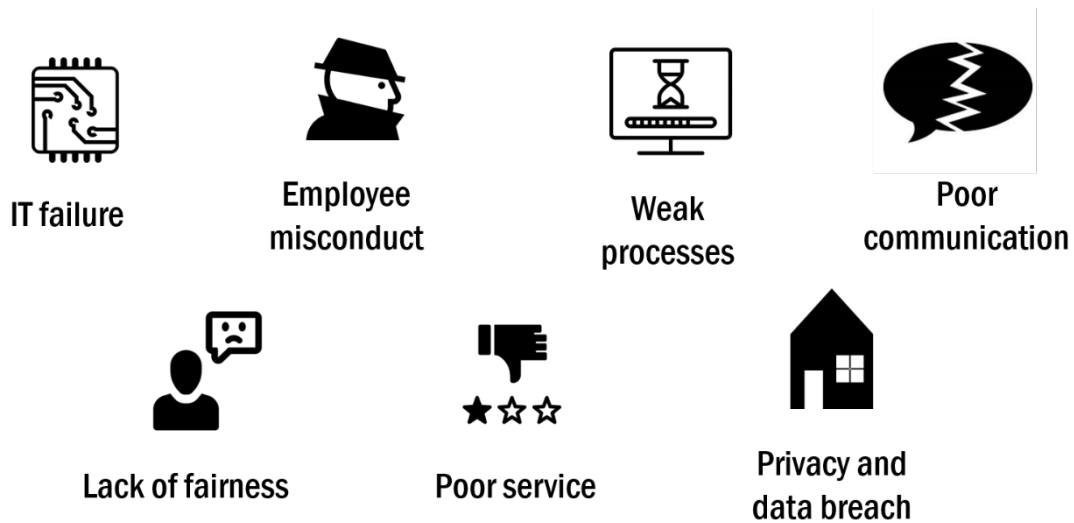 IT failure
Employee
misconduct
Weak
processes
Poor
communication
Lack of fairness
Poor service
Privacy and
data breach